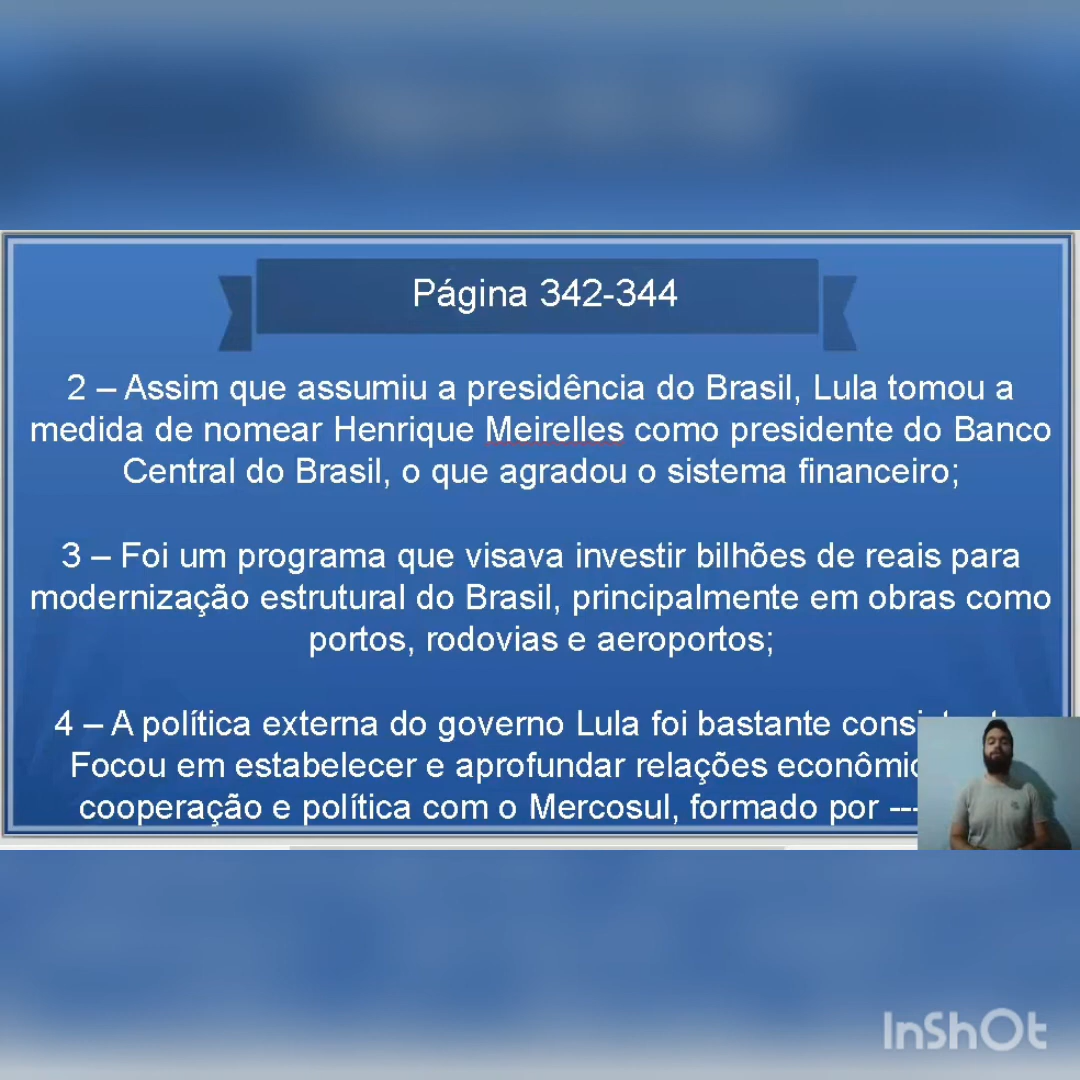 Página 342-344
2 – Assim que assumiu a presidência do Brasil, Lula tomou a
medida de nomear Henrique Meirelles como presidente do Banco
Central do Brasil, o que agradou o sistema financeiro;
3 – Foi um programa que visava investir bilhões de reais para
modernização estrutural do Brasil, principalmente em obras como
portos, rodovias e aeroportos;
4 – A política externa do governo Lula foi bastante
Focou em estabelecer e aprofundar relações
cooperação e política com o Mercosul, formado por ---
InShOt